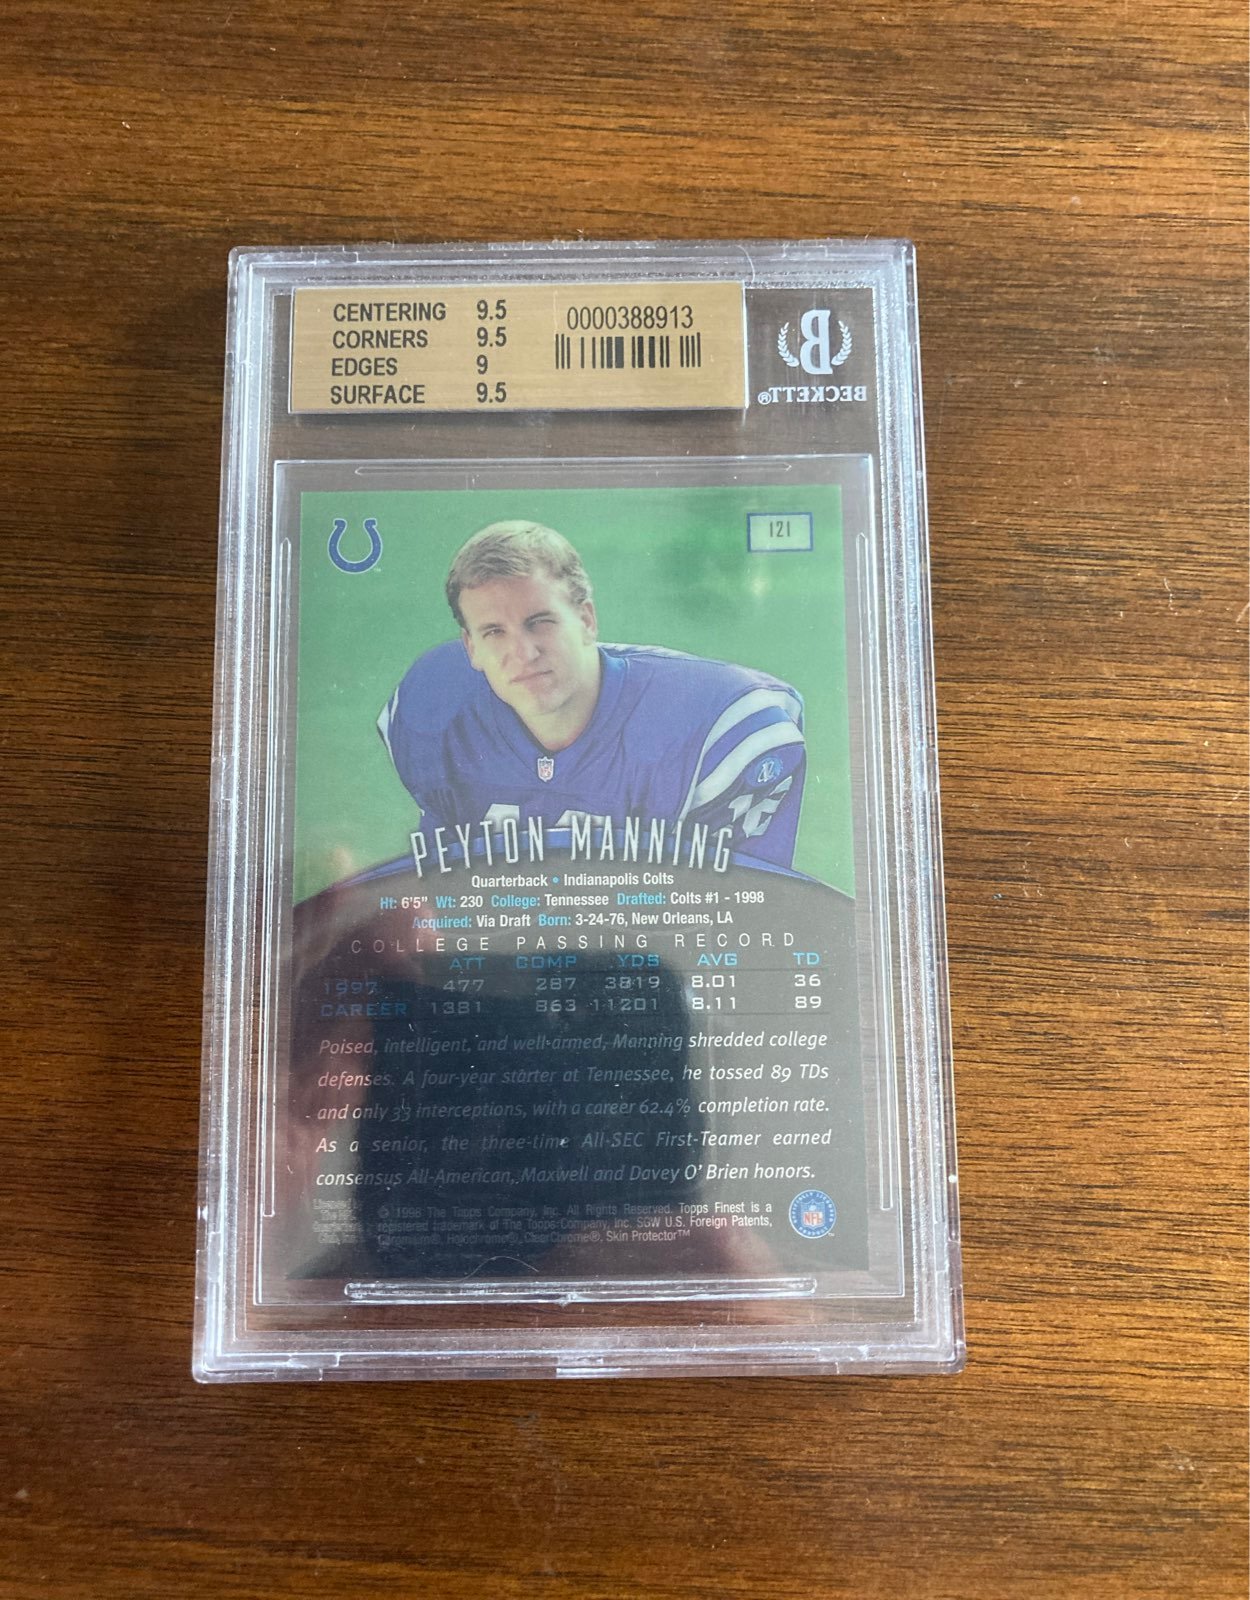 CENTERING 9.5
CORNERS 9.5
EDGES 9
SURFACE 9.5
0000388913
BECKETT®
121
PEYTON MANNING
Quarterback • Indianapolis Colts
Ht: 6'5" Wt: 230 College: Tennessee Drafted: Colts #1 - 1998
Acquired: Via Draft Born: 3-24-76, New Orleans, LA
COLLEGE PASSING RECORD
ATT COMP YDS AVG TD
1997 477 287 3819 8.01 36
CAREER 1381 863 11201 8.11 89
Poised, intelligent, and well-armed, Manning shredded college
defenses. A four-year starter at Tennessee, he tossed 89 TDs
and only 33 interceptions, with a career 62.4% completion rate.
As a senior, the three-time All-SEC First-Teamer earned
consensus All-American, Maxwell and Davey O'Brien honors.
© 1998 The Topps Company, Inc. All Rights Reserved. Topps Finest is a
registered trademark of The Topps Company, Inc. SGW U.S. Foreign Patents,
Chromium®, Holochrome®, ClearChrome®, Skin Protector™
NFL